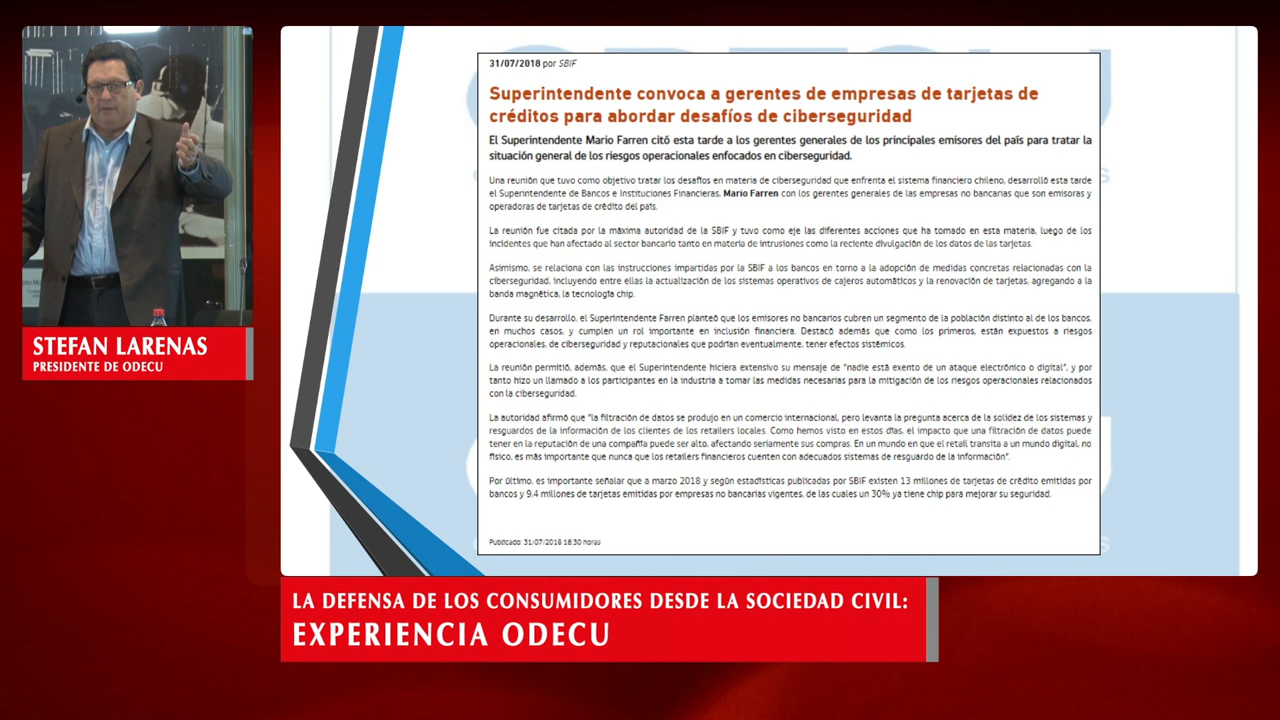 31/07/2018 por SBIF
Superintendente convoca a gerentes de empresas de tarjetas de
créditos para abordar desafíos de ciberseguridad
El Superintendente Mario Farren citó esta tarde a los gerentes generales de los principales emisores del país para tratar la
situación general de los riesgos operacionales enfocados en ciberseguridad.
Una reunión que tuvo como objetivo tratar los desafíos en materia de ciberseguridad que enfrenta el sistema financiero chileno, desarrolló esta tarde
el Superintendente de Bancos e Instituciones Financieras, Mario Farren con los gerentes generales de las empresas no bancarias que son emisoras y
operadoras de tarjetas de crédito del país.
La reunión fue citada por la máxima autoridad de la SBIF y tuvo como eje las diferentes acciones que ha tomado en esta materia, luego de los
incidentes que han afectado al sector bancario tanto en materia de intrusiones como la reciente divulgación de los datos de las tarjetas.
Asimismo, se relaciona con las instrucciones impartidas por la SBIF a los bancos en torno a la adopción de medidas concretas relacionadas con la
ciberseguridad, incluyendo entre ellas la actualización de los sistemas operativos de cajeros automáticos y la renovación de tarjetas, agregando a la
banda magnética, la tecnología chip.
Durante su desarrollo, el Superintendente Farren planteó que los emisores no bancarios cubren un segmento de la población distinto al de los bancos,
en muchos casos, y cumplen un rol importante en inclusión financiera. Destacó además que como los primeros, están expuestos a riesgos
operacionales, de ciberseguridad y reputacionales que podrían eventualmente, tener efectos sistémicos.
La reunión permitió, además, que el Superintendente hiciera extensivo su mensaje de "nadie está exento de un ataque electrónico o digital", y por
tanto hizo un llamado a los participantes en la industria a tomar las medidas necesarias para la mitigación de los riesgos operacionales relacionados
con la ciberseguridad.
La autoridad afirmó que "la filtración de datos se produjo en un comercio internacional, pero levanta la pregunta acerca de la solidez de los sistemas y
resguardos de la información de los clientes de los retailers locales. Como hemos visto en estos días, el impacto que una filtración de datos puede
tener en la reputación de una compañía puede ser alto, afectando seriamente sus compras. En un mundo en que el retail transita a un mundo digital, no
físico, es más importante que nunca que los retailers financieros cuenten con adecuados sistemas de resguardo de la información".
Por último, es importante señalar que a marzo 2018 y según estadísticas publicadas por SBIF existen 13 millones de tarjetas de crédito emitidas por
bancos y 9,4 millones de tarjetas emitidas por empresas no bancarias vigentes, de las cuales un 30% ya tiene chip para mejorar su seguridad.
Publicado: 31/07/2018 16:30 horas
STEFAN LARENAS
PRESIDENTE DE ODECU
LA DEFENSA DE LOS CONSUMIDORES DESDE LA SOCIEDAD CIVIL:
EXPERIENCIA ODECU